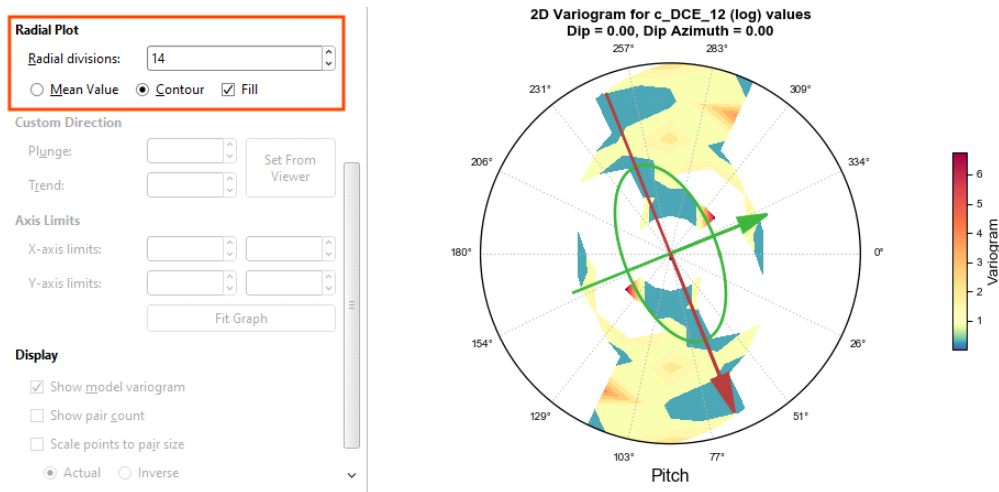 Radial Plot
Radial divisions: 14
Mean Value Contour Fill
Custom Direction
Plunge:
Trend:
Set From
Viewer
Axis Limits
X-axis limits:
Y-axis limits:
Fit Graph
Display
Show model variogram
Show pair count
Scale points to pair size
Actual Inverse
2D Variogram for c_DCE_12 (log) values
Dip = 0.00, Dip Azimuth = 0.00
257° 283°
231° 309°
206° 334°
180° 0°
154° 26°
129° 51°
103° 77°
Pitch
6
5
4
3
2
1
Variogram